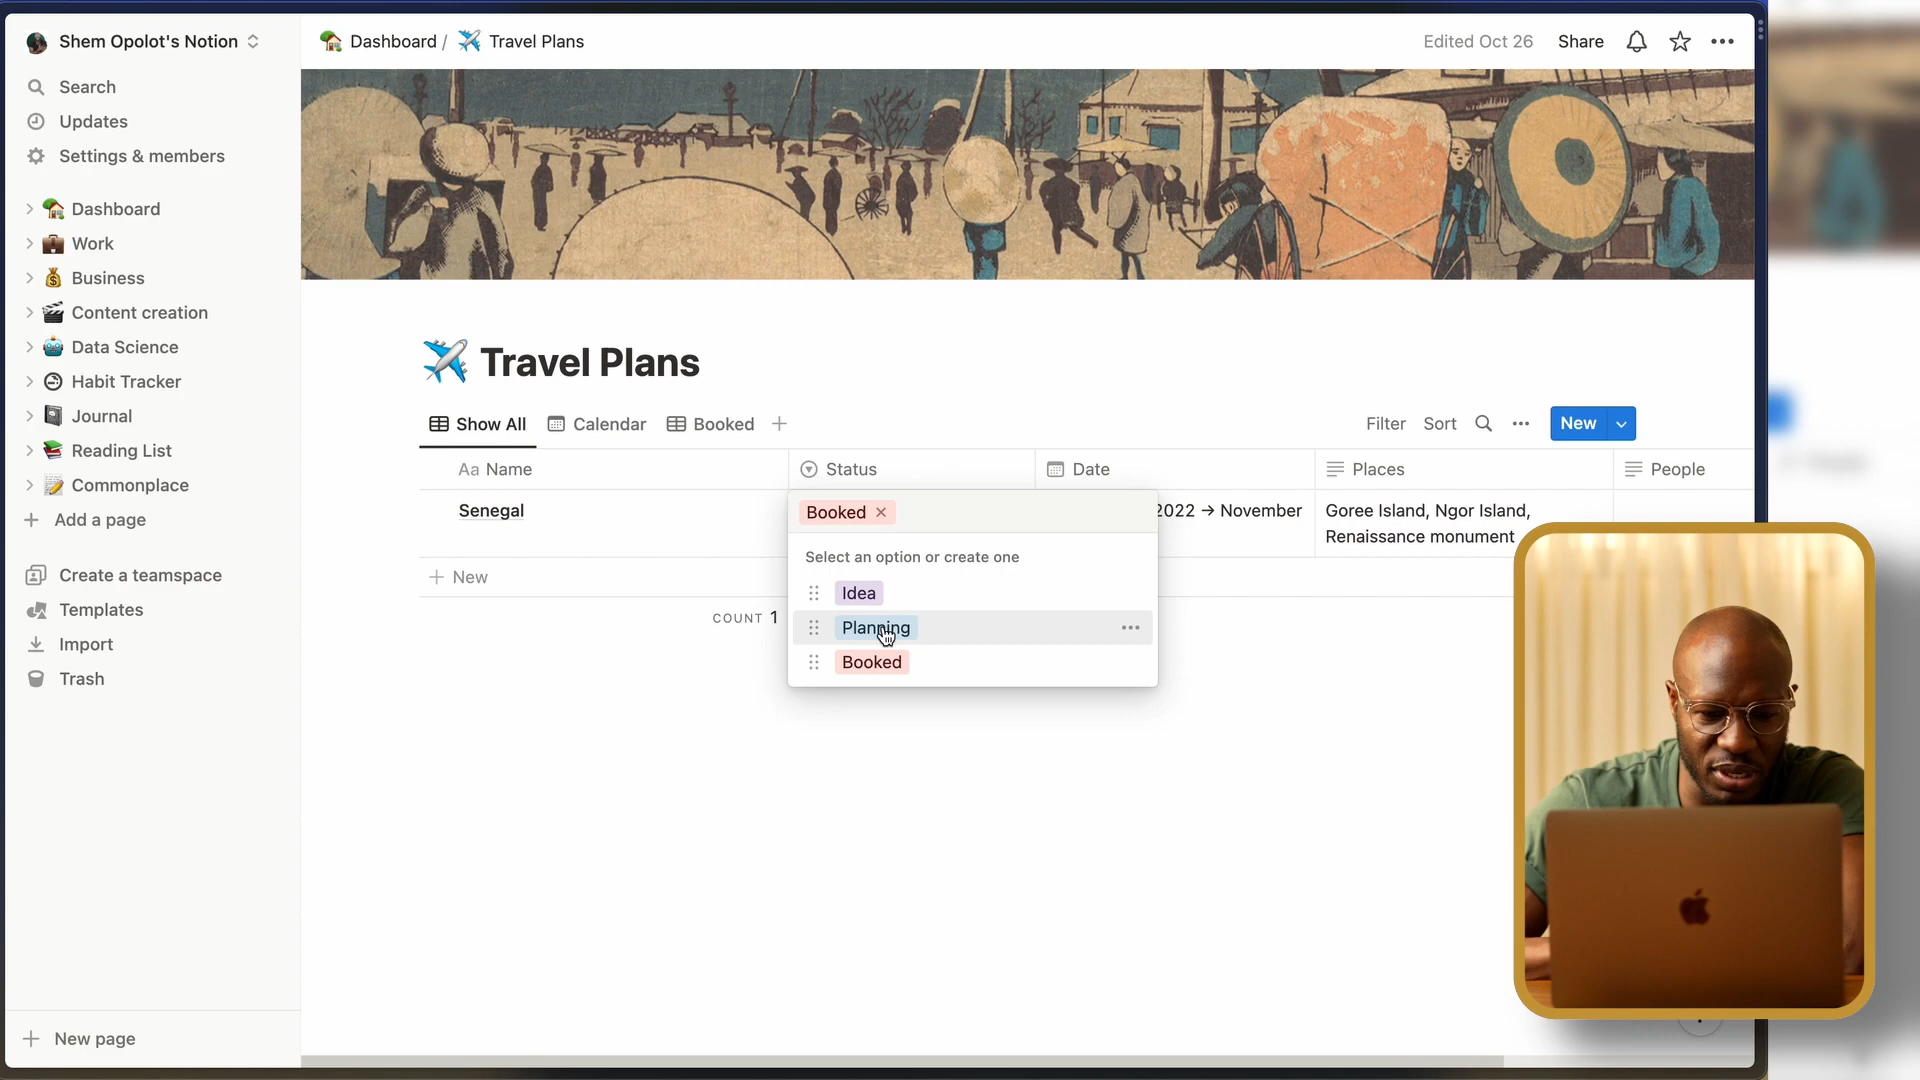 Shem Opolot's Notion
Dashboard / Travel Plans
Edited Oct 26
Share
Search
Updates
Settings & members
Dashboard
Work
Business
Content creation
Data Science
Habit Tracker
Journal
Reading List
Commonplace
Add a page
Create a teamspace
Templates
Import
Trash
New page
Travel Plans
Show All
Calendar
Booked
Filter
Sort
New
Aa Name
Status
Date
Places
People
Senegal
Booked
2022 → November
Goree Island, Ngor Island,
Renaissance monument
Select an option or create one
Idea
Planning
Booked
New
COUNT 1